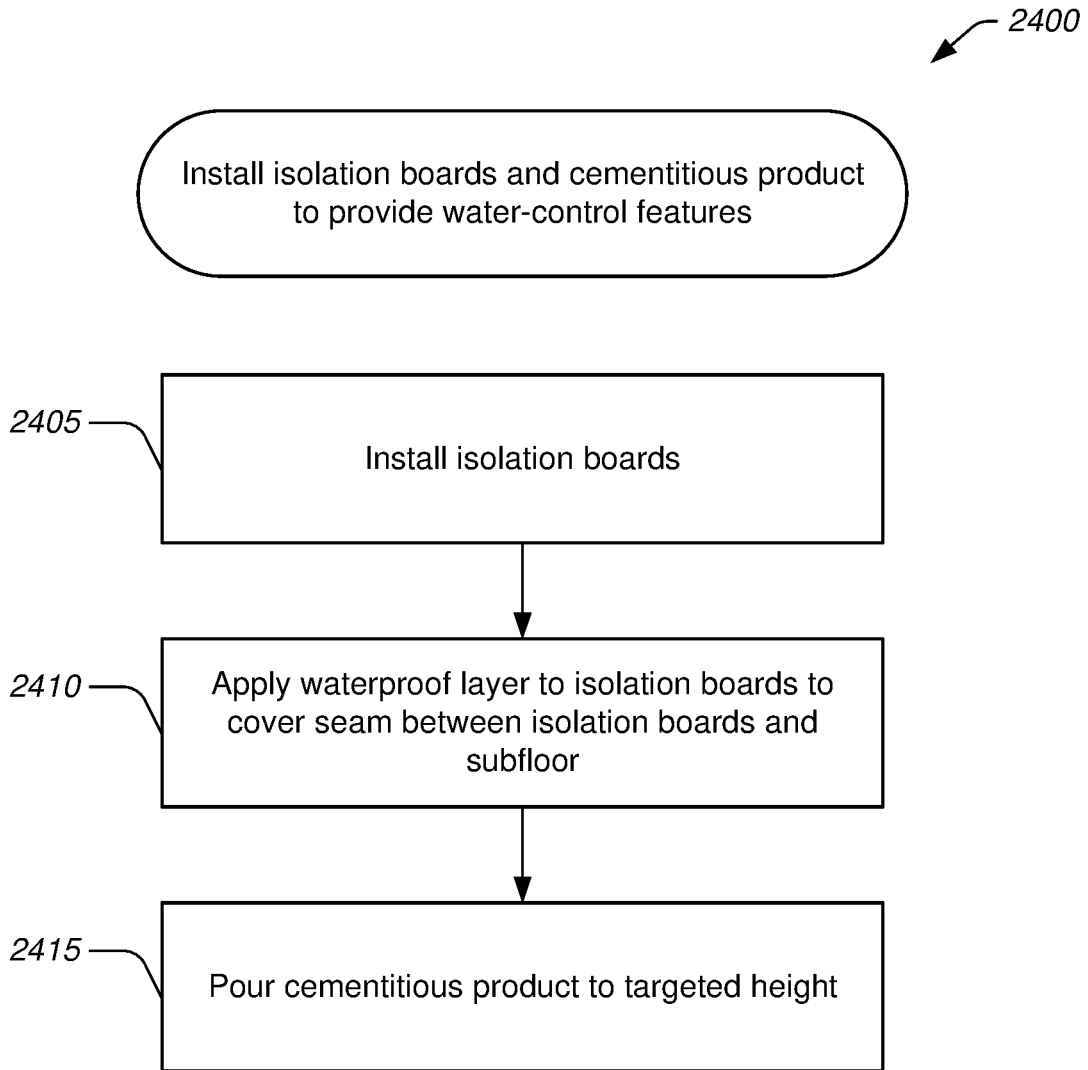 2400
Install isolation boards and cementitious product
to provide water-control features
2405
Install isolation boards
2410
Apply waterproof layer to isolation boards to
cover seam between isolation boards and
subfloor
2415
Pour cementitious product to targeted height